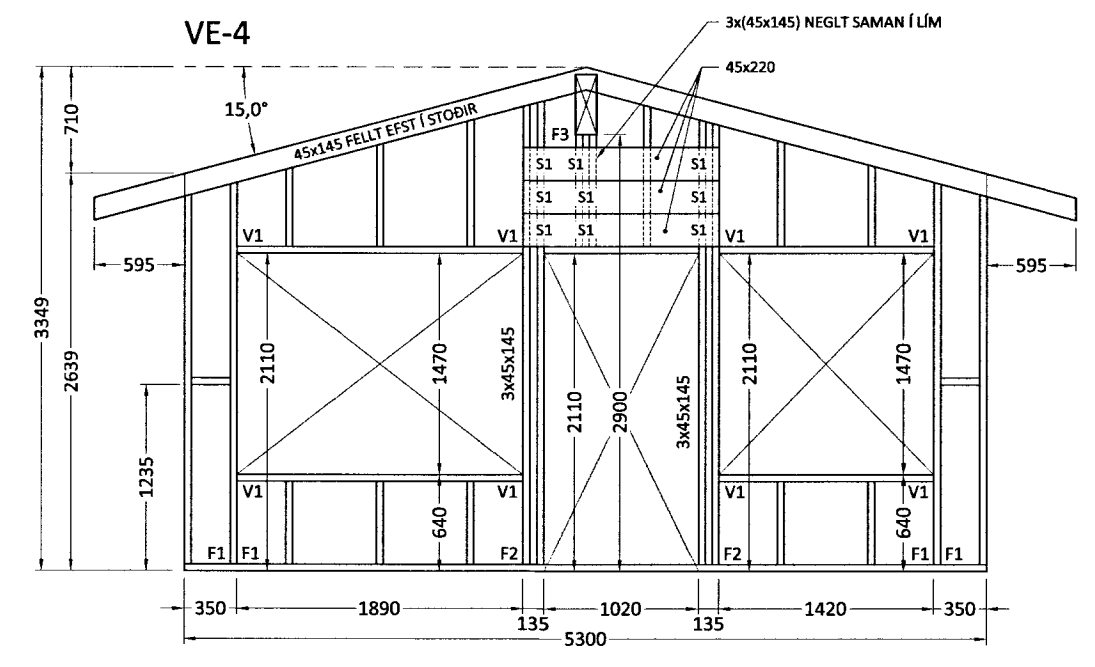 VE-4
3x(45x145) NEGLT SAMAN Í LÍM
45x220
15,0°
45x145 FELLT EFST Í STOÐIR
710
F3
S1 S1 S1
S1 S1 S1
S1 S1 S1
V1 V1 V1 V1
595 595
3349
2639
2110
1470
3x45x145
2110
2900
3x45x145
2110
1470
1235
V1 V1 V1 V1
640 640
F1 F1 F2 F2 F1 F1
350 1890 1020 1420 350
135 135
5300